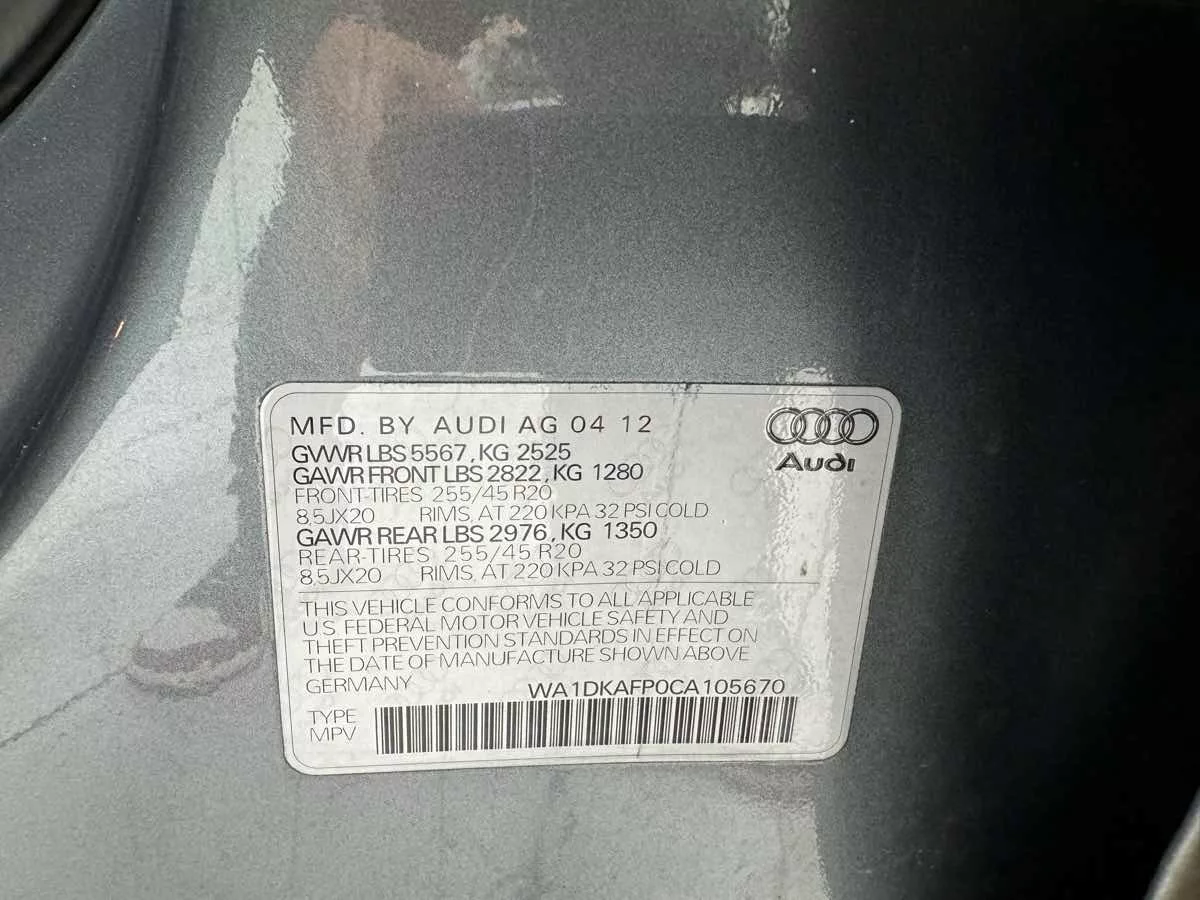 MFD. BY AUDI AG 04 12
Audi
GVWR LBS 5567, KG 2525
GAWR FRONT LBS 2822, KG 1280
FRONT-TIRES 255/45 R20
8,5JX20 RIMS, AT 220 KPA 32 PSI COLD
GAWR REAR LBS 2976, KG 1350
REAR-TIRES 255/45 R20
8,5JX20 RIMS, AT 220 KPA 32 PSI COLD
THIS VEHICLE CONFORMS TO ALL APPLICABLE
U.S. FEDERAL MOTOR VEHICLE SAFETY AND
THEFT PREVENTION STANDARDS IN EFFECT ON
THE DATE OF MANUFACTURE SHOWN ABOVE
GERMANY WA1DKAFP0CA105670
TYPE
MPV